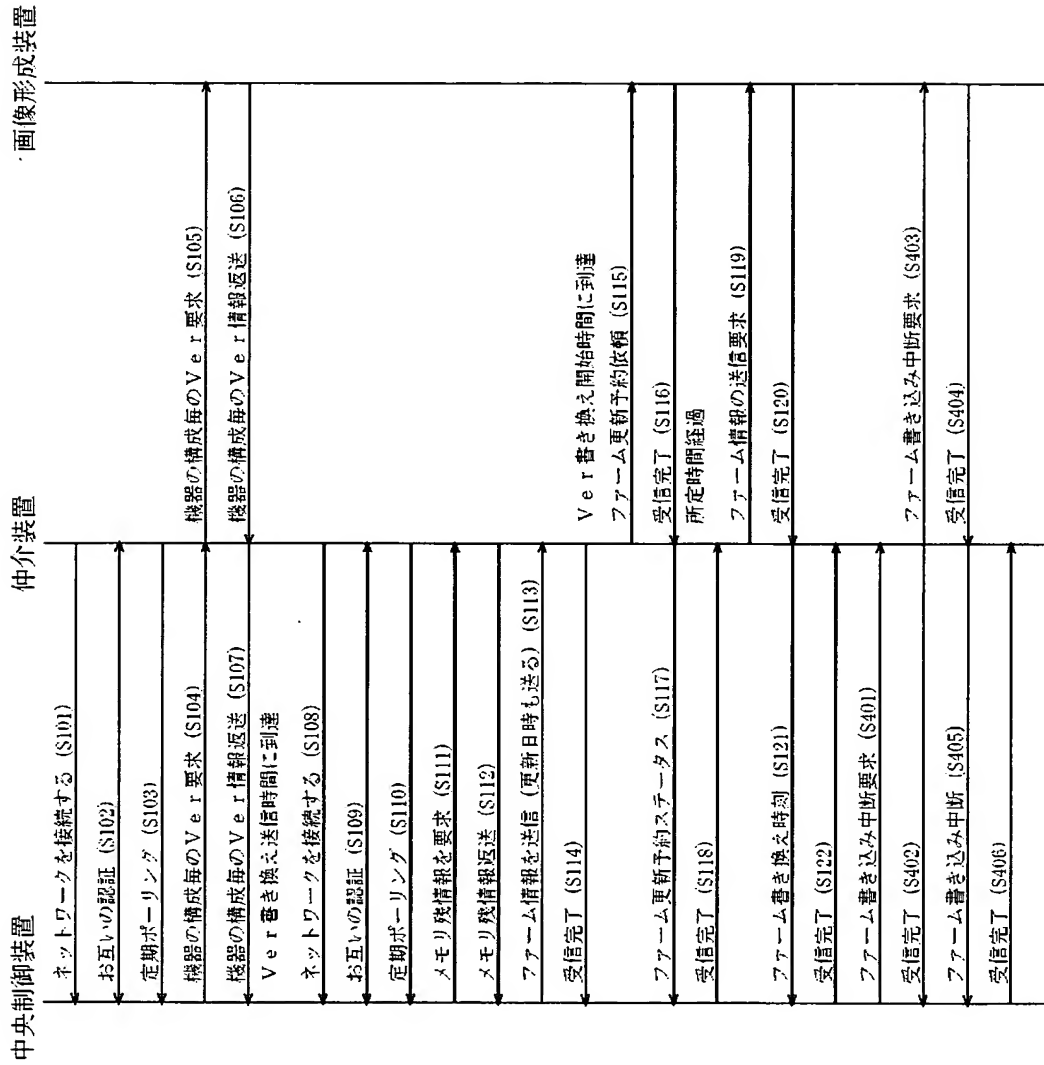 中央制御装置
仲介装置
画像形成装置
ネットワークを接続する (S101)
お互いの認証 (S102)
定期ポーリング (S103)
機器の構成毎のVer要求 (S104)
機器の構成毎のVer要求 (S105)
機器の構成毎のVer情報返送 (S106)
機器の構成毎のVer情報返送 (S107)
Ver書き換え送信時間に到達
ネットワークを接続する (S108)
お互いの認証 (S109)
定期ポーリング (S110)
メモリ残情報を要求 (S111)
メモリ残情報返送 (S112)
ファーム情報を送信 (更新日時も送る) (S113)
受信完了 (S114)
Ver書き換え開始時間に到達
ファーム更新予約依頼 (S115)
受信完了 (S116)
ファーム更新予約ステータス (S117)
所定時間経過
受信完了 (S118)
ファーム情報の送信要求 (S119)
受信完了 (S120)
ファーム書き換え時刻 (S121)
受信完了 (S122)
ファーム書き込み中断要求 (S401)
受信完了 (S402)
ファーム書き込み中断要求 (S403)
受信完了 (S404)
ファーム書き込み中断 (S405)
受信完了 (S406)